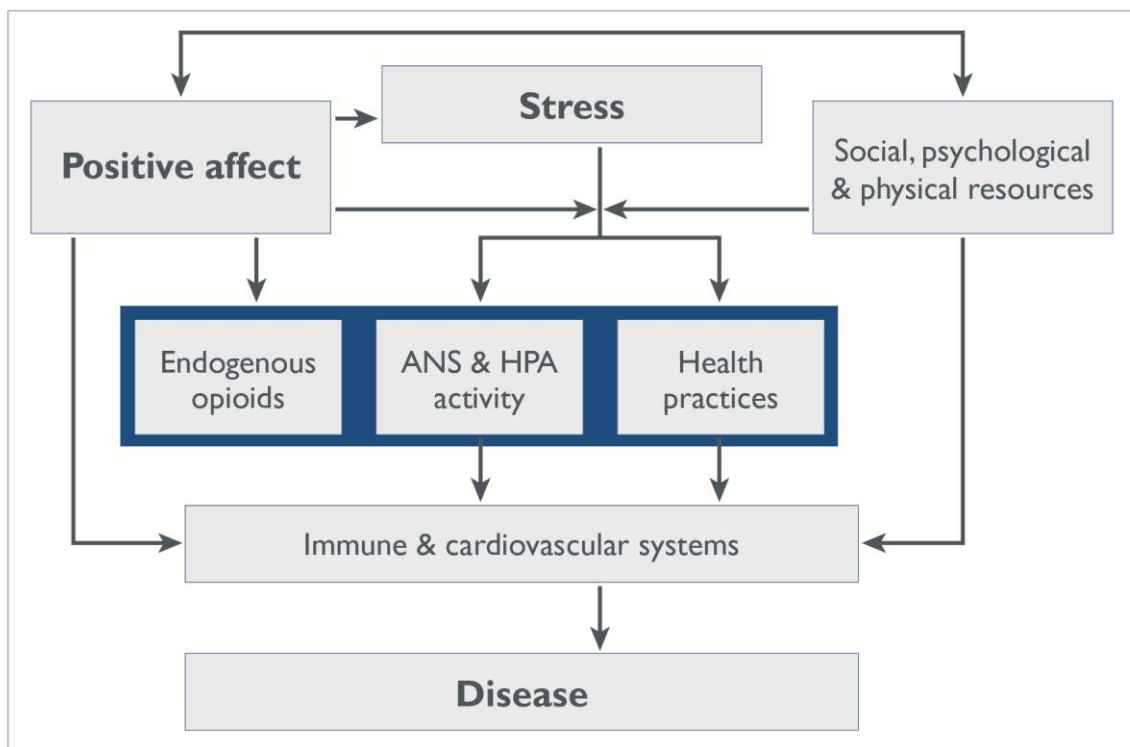 Stress
Positive affect
Social, psychological
& physical resources
Endogenous
opioids
ANS & HPA
activity
Health
practices
Immune & cardiovascular systems
Disease